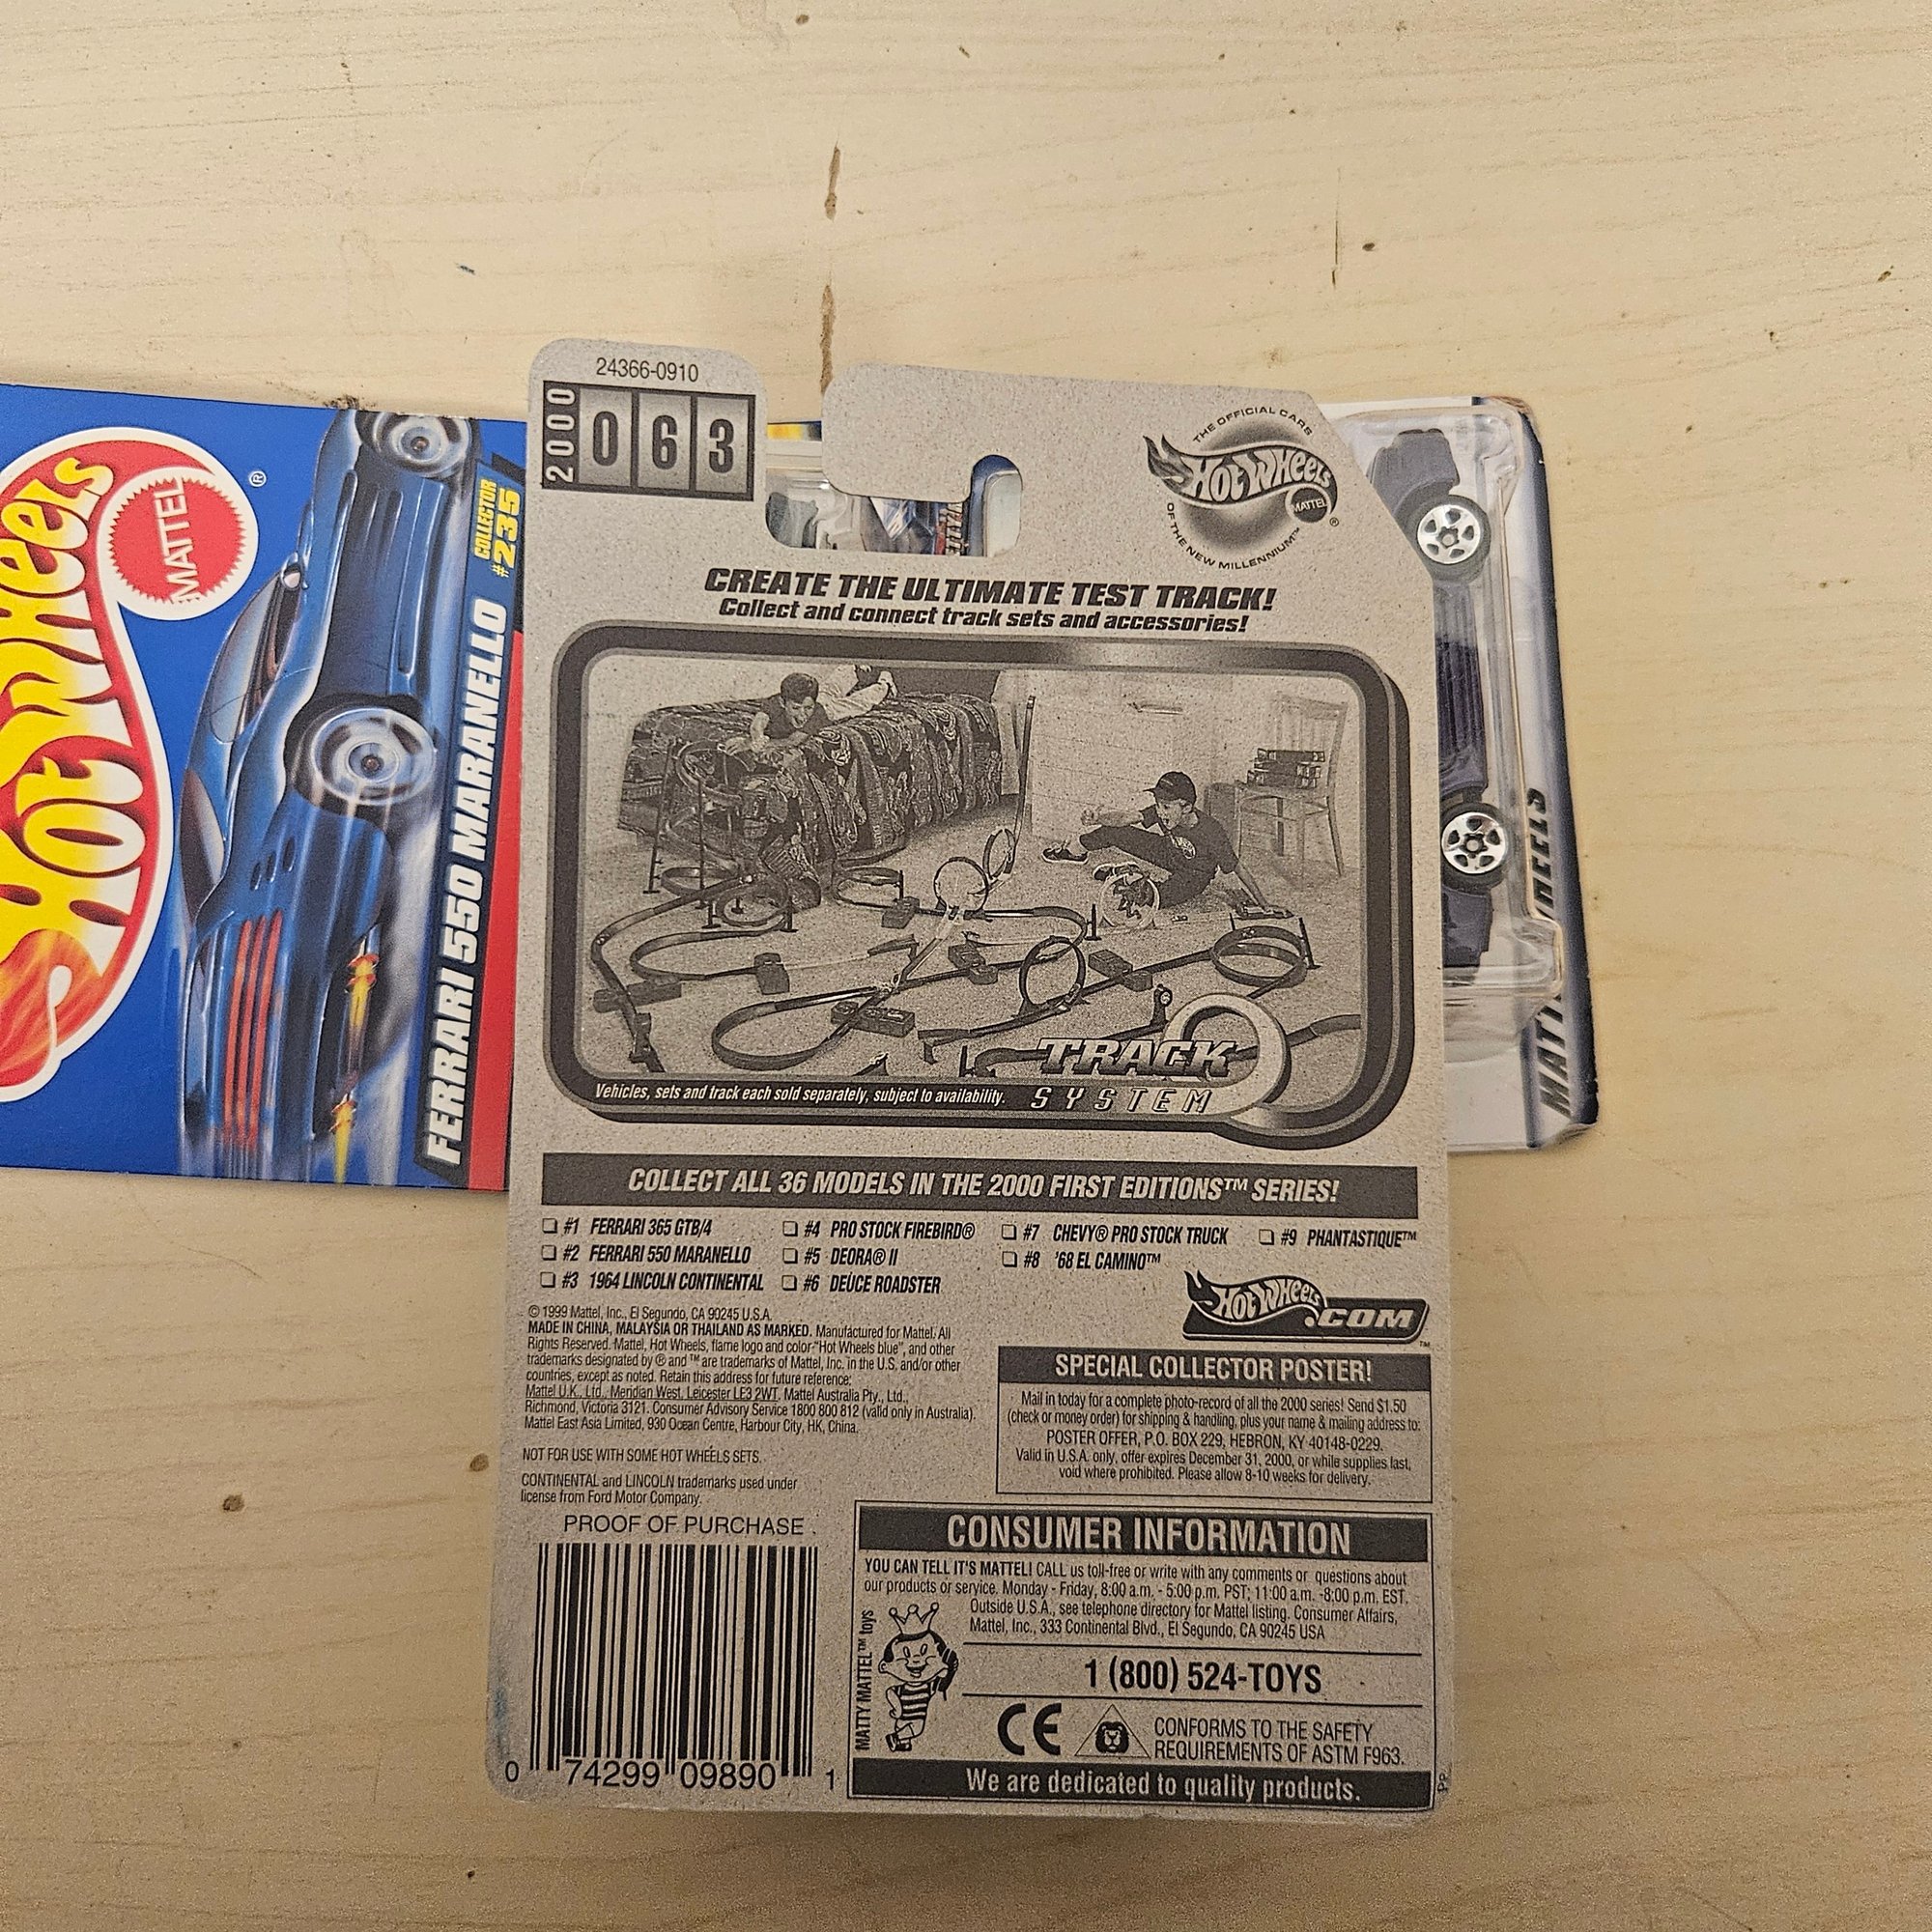 24366-0910
2000
063
THE OFFICIAL CARS
HOT WHEELS
MATTEL
®
OF THE NEW MILLENNIUM™
CREATE THE ULTIMATE TEST TRACK!
Collect and connect track sets and accessories!
TRACK
SYSTEM
Vehicles, sets and track each sold separately, subject to availability.
COLLECT ALL 36 MODELS IN THE 2000 FIRST EDITIONS™ SERIES!
#1 FERRARI 365 GTB/4
#2 FERRARI 550 MARANELLO
#3 1964 LINCOLN CONTINENTAL
#4 PRO STOCK FIREBIRD®
#5 DEORA® II
#6 DEUCE ROADSTER
#7 CHEVY® PRO STOCK TRUCK
#8 '68 EL CAMINO™
#9 PHANTASTIQUE™
HOT WHEELS .COM
™
© 1999 Mattel, Inc., El Segundo, CA 90245 U.S.A.
MADE IN CHINA, MALAYSIA OR THAILAND AS MARKED. Manufactured for Mattel. All
Rights Reserved. Mattel, Hot Wheels, flame logo and color "Hot Wheels blue", and other
trademarks designated by ® and ™ are trademarks of Mattel, Inc. in the U.S. and/or other
countries, except as noted. Retain this address for future reference:
Mattel U.K., Ltd., Meridian West, Leicester LE3 2WT. Mattel Australia Pty., Ltd.,
Richmond, Victoria 3121. Consumer Advisory Service 1800 800 812 (valid only in Australia).
Mattel East Asia Limited, 930 Ocean Centre, Harbour City, HK, China.
NOT FOR USE WITH SOME HOT WHEELS SETS.
CONTINENTAL and LINCOLN trademarks used under
license from Ford Motor Company.
SPECIAL COLLECTOR POSTER!
Mail in today for a complete photo-record of all the 2000 series! Send $1.50
(check or money order) for shipping & handling, plus your name & mailing address to:
POSTER OFFER, P.O. BOX 229, HEBRON, KY 40148-0229.
Valid in U.S.A. only, offer expires December 31, 2000, or while supplies last,
void where prohibited. Please allow 8-10 weeks for delivery.
PROOF OF PURCHASE
0 74299 09890 1
CONSUMER INFORMATION
YOU CAN TELL IT'S MATTEL! CALL us toll-free or write with any comments or questions about
our products or service. Monday - Friday, 8:00 a.m. - 5:00 p.m. PST; 11:00 a.m. -8:00 p.m. EST.
Outside U.S.A., see telephone directory for Mattel listing. Consumer Affairs,
Mattel, Inc., 333 Continental Blvd., El Segundo, CA 90245 USA
MATTY MATTEL™ toys
1 (800) 524-TOYS
CE
CONFORMS TO THE SAFETY
REQUIREMENTS OF ASTM F963.
We are dedicated to quality products.
PP
HOT WHEELS
MATTEL
®
COLLECTOR
#235
FERRARI 550 MARANELLO